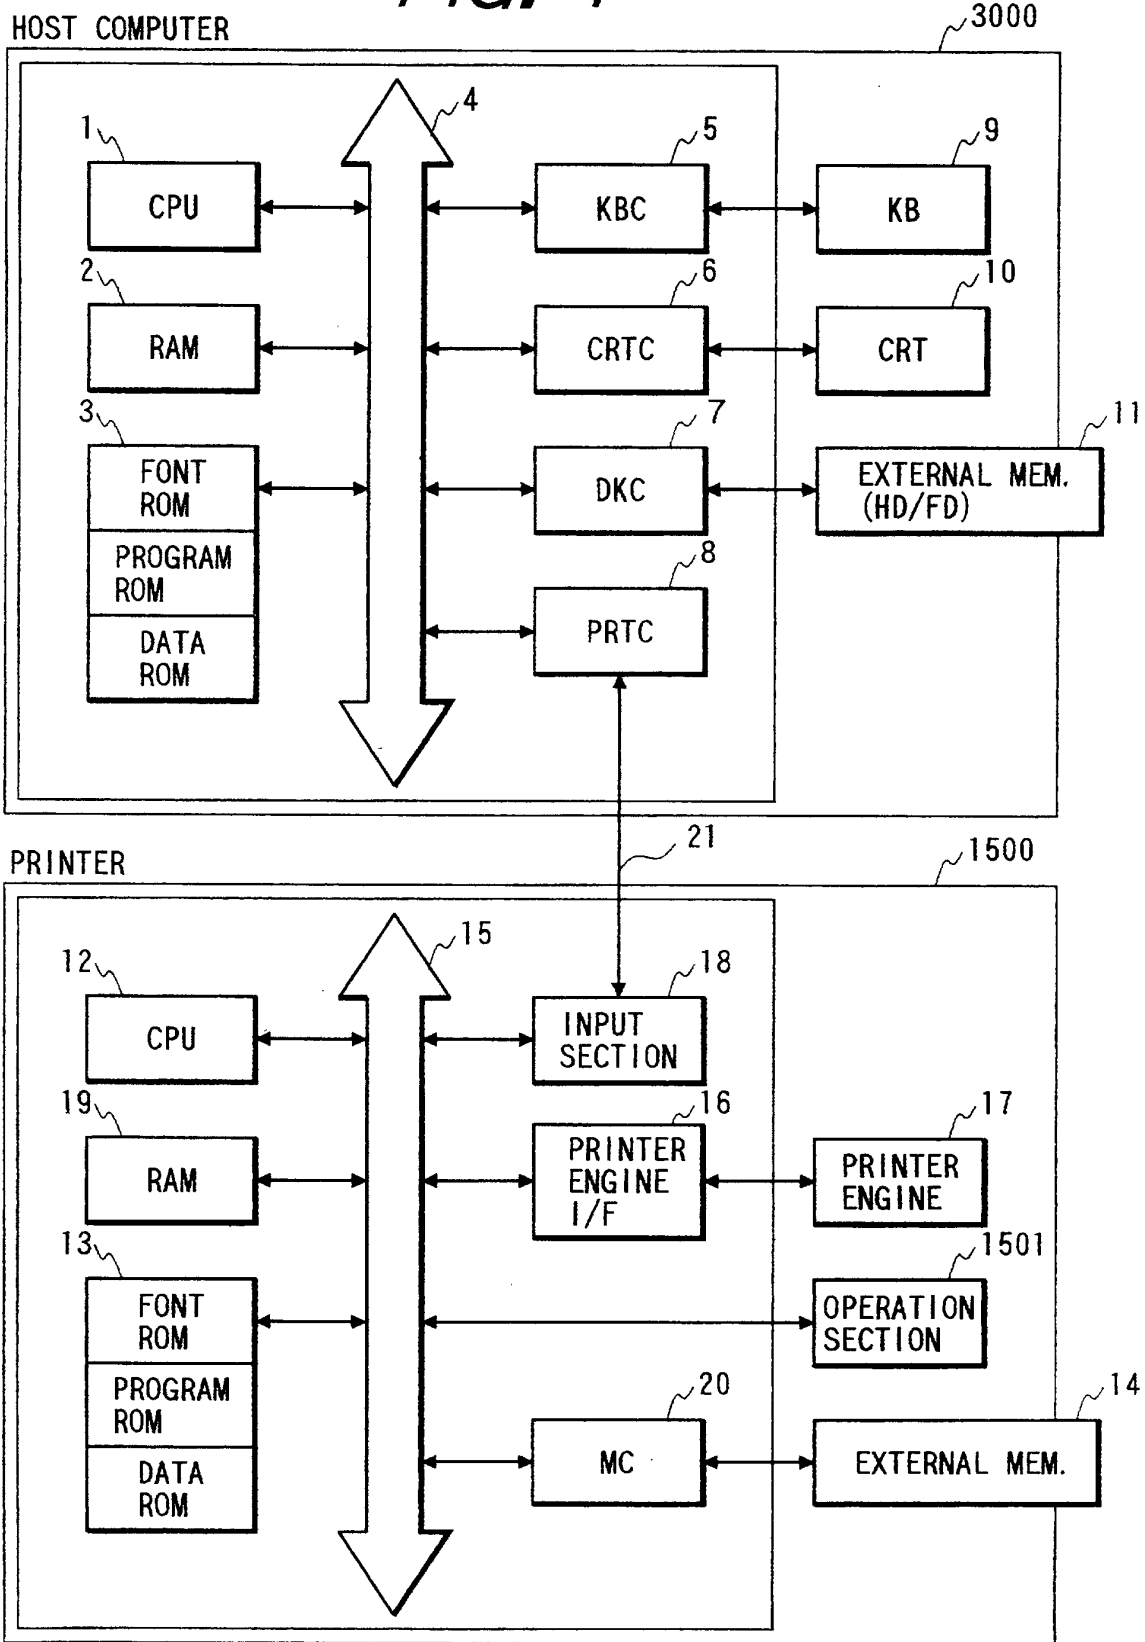 HOST COMPUTER
3000
4
1
CPU
5
KBC
9
KB
2
RAM
6
CRTC
10
CRT
3
FONT
ROM
PROGRAM
ROM
DATA
ROM
7
DKC
11
EXTERNAL MEM.
(HD/FD)
8
PRTC
21
PRINTER
1500
15
12
CPU
18
INPUT
SECTION
19
RAM
16
PRINTER
ENGINE
I/F
17
PRINTER
ENGINE
13
FONT
ROM
PROGRAM
ROM
DATA
ROM
1501
OPERATION
SECTION
20
MC
14
EXTERNAL MEM.